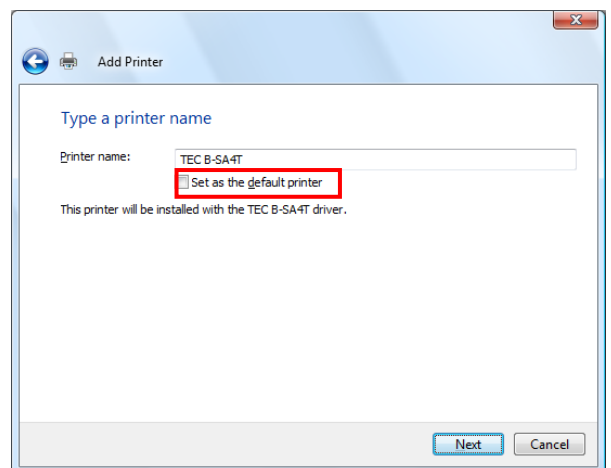 Add Printer
Type a printer name
Printer name: TEC B-SA4T
Set as the default printer
This printer will be installed with the TEC B-SA4T driver.
Next Cancel